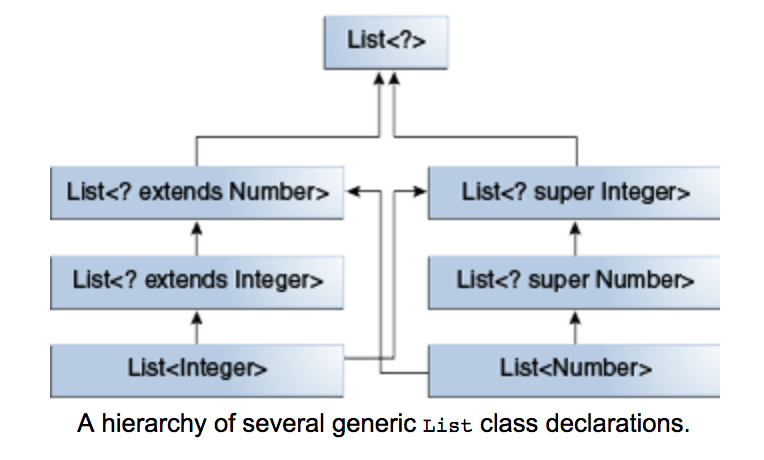 List<?>
List<? extends Number>
List<? super Integer>
List<? extends Integer>
List<? super Number>
List<Integer>
List<Number>
A hierarchy of several generic List class declarations.